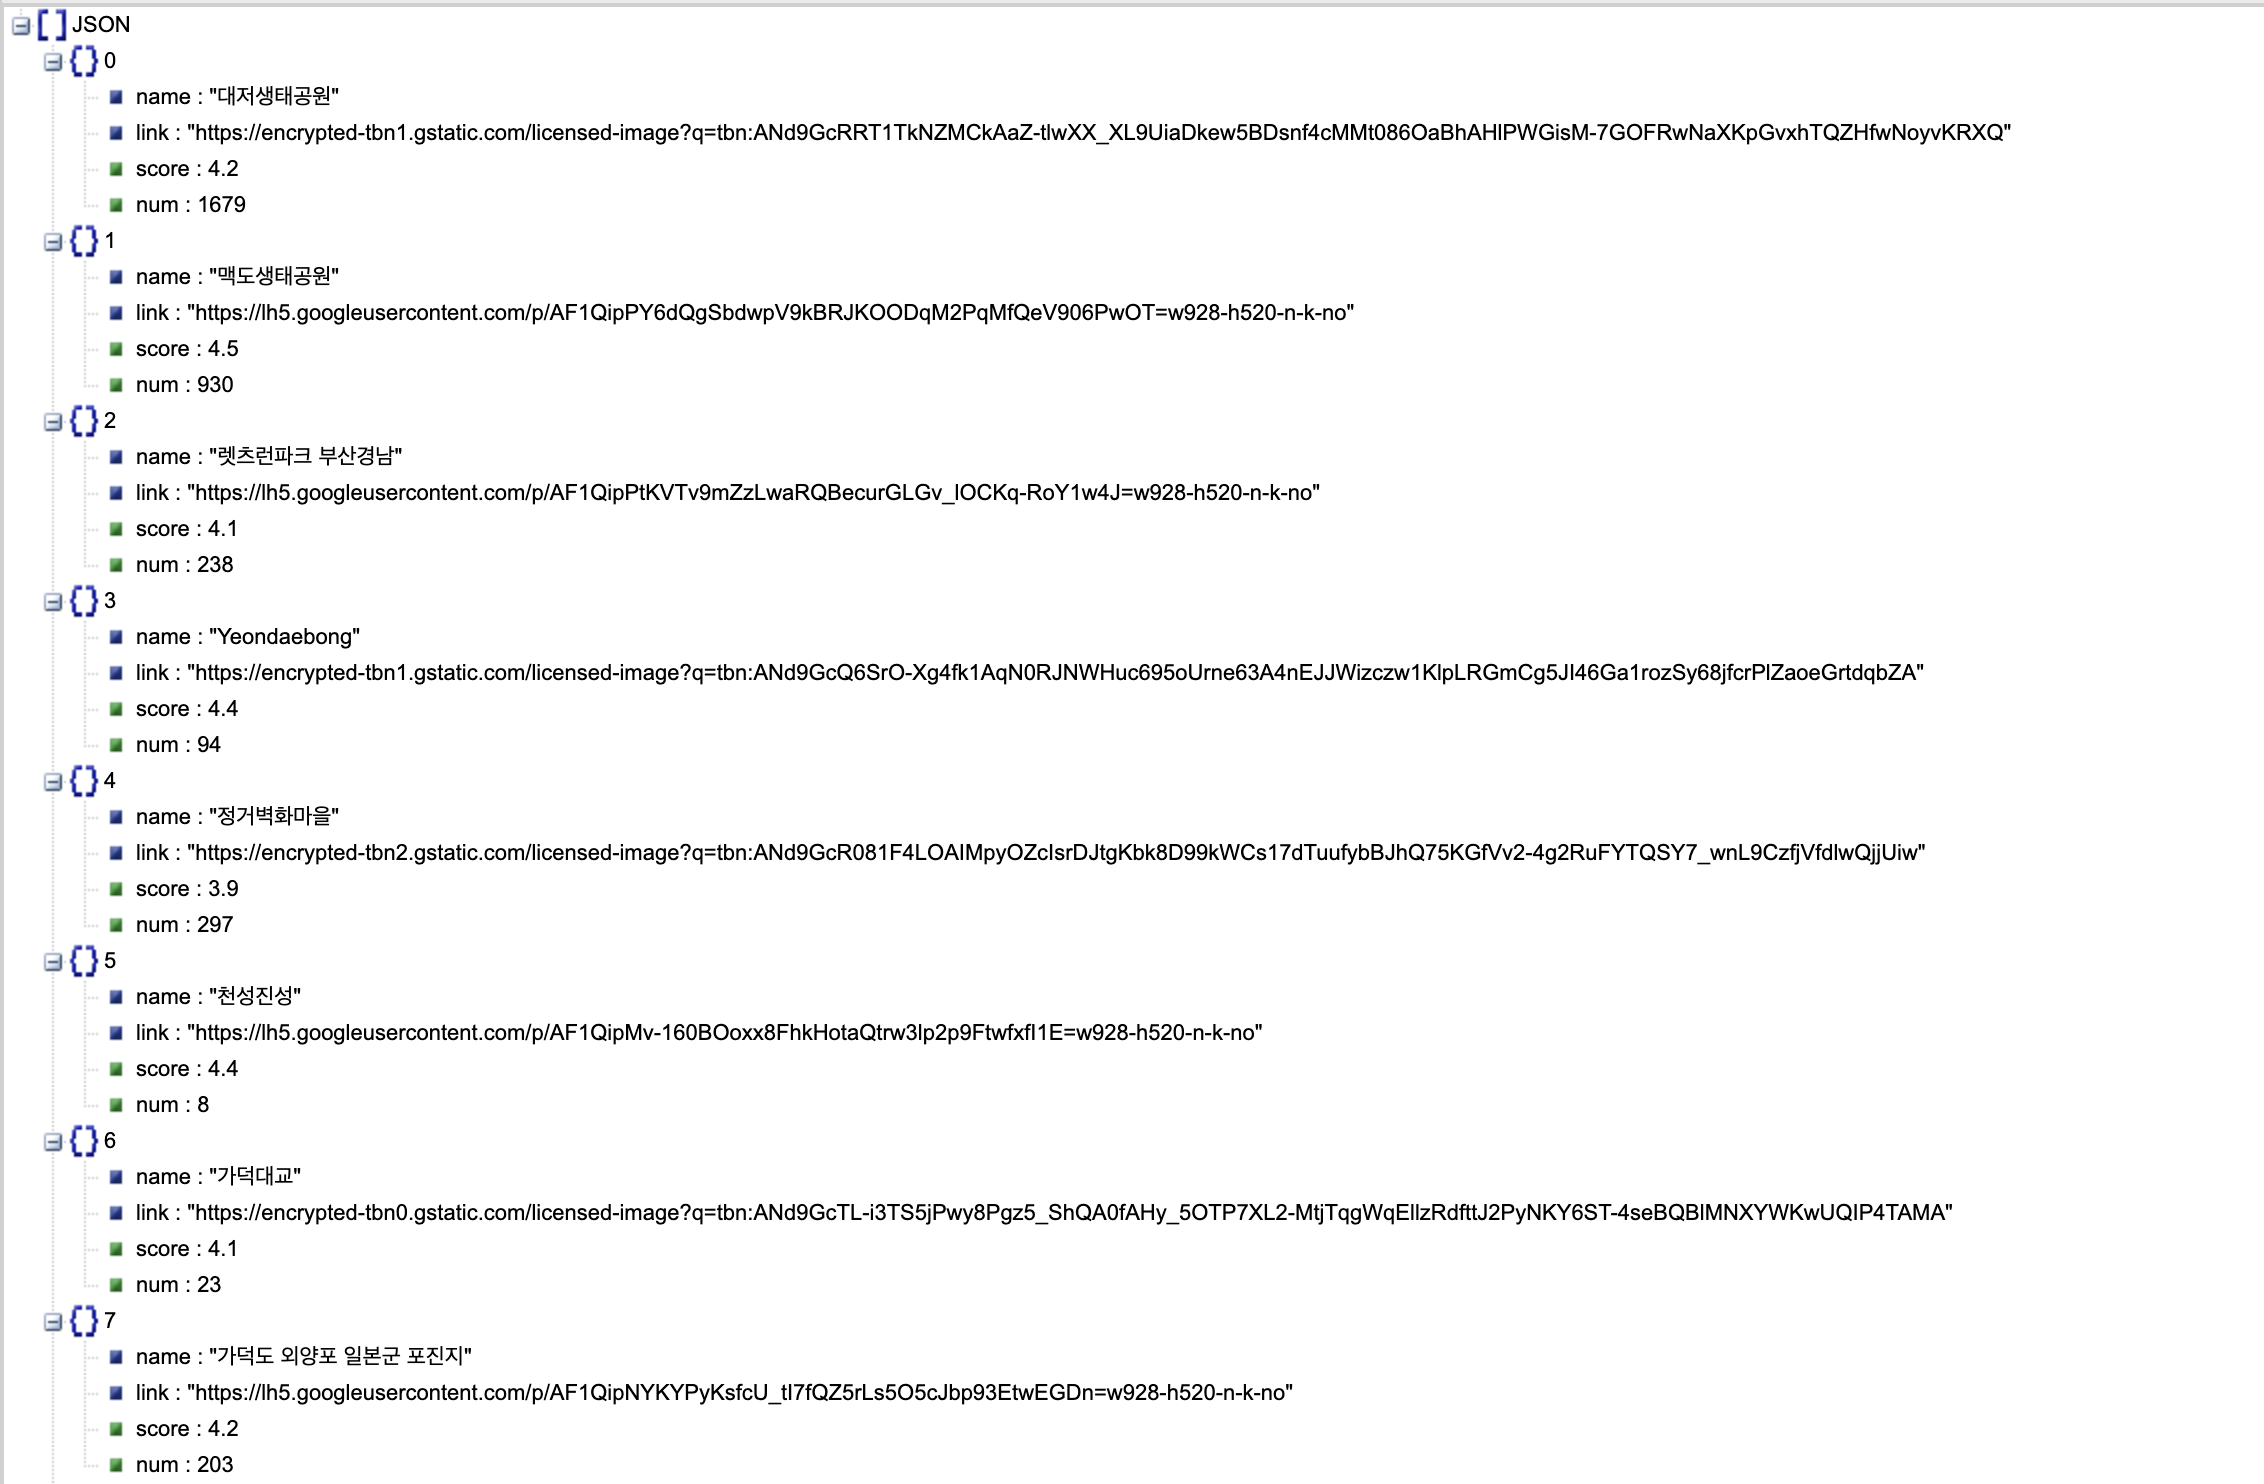 JSON
0
name : "대저생태공원"
link : "https://encrypted-tbn1.gstatic.com/licensed-image?q=tbn:ANd9GcRRT1TkNZMCkAaZ-tlwXX_XL9UiaDkew5BDsnf4cMMt086OaBhAHlPWGisM-7GOFRwNaXKpGvxhTQZHfwNoyvKRXQ"
score : 4.2
num : 1679
1
name : "맥도생태공원"
link : "https://lh5.googleusercontent.com/p/AF1QipPY6dQgSbdwpV9kBRJKOODqM2PqMfQeV906PwOT=w928-h520-n-k-no"
score : 4.5
num : 930
2
name : "렛츠런파크 부산경남"
link : "https://lh5.googleusercontent.com/p/AF1QipPtKVTv9mZzLwaRQBecurGLGv_lOCKq-RoY1w4J=w928-h520-n-k-no"
score : 4.1
num : 238
3
name : "Yeondaebong"
link : "https://encrypted-tbn1.gstatic.com/licensed-image?q=tbn:ANd9GcQ6SrO-Xg4fk1AqN0RJNWHuc695oUrne63A4nEJJWizczw1KlpLRGmCg5JI46Ga1rozSy68jfcrPlZaoeGrtdqbZA"
score : 4.4
num : 94
4
name : "정거벽화마을"
link : "https://encrypted-tbn2.gstatic.com/licensed-image?q=tbn:ANd9GcR081F4LOAIMpyOZcIsrDJtgKbk8D99kWCs17dTuufybBJhQ75KGfVv2-4g2RuFYTQSY7_wnL9CzfjVfdlwQjjUiw"
score : 3.9
num : 297
5
name : "천성진성"
link : "https://lh5.googleusercontent.com/p/AF1QipMv-160BOoxx8FhkHotaQtrw3lp2p9Ftwfxfl1E=w928-h520-n-k-no"
score : 4.4
num : 8
6
name : "가덕대교"
link : "https://encrypted-tbn0.gstatic.com/licensed-image?q=tbn:ANd9GcTL-i3TS5jPwy8Pgz5_ShQA0fAHy_5OTP7XL2-MtjTqgWqEllzRdfttJ2PyNKY6ST-4seBQBlMNXYWKwUQIP4TAMA"
score : 4.1
num : 23
7
name : "가덕도 외양포 일본군 포진지"
link : "https://lh5.googleusercontent.com/p/AF1QipNYKYPyKsfcU_tl7fQZ5rLs5O5cJbp93EtwEGDn=w928-h520-n-k-no"
score : 4.2
num : 203